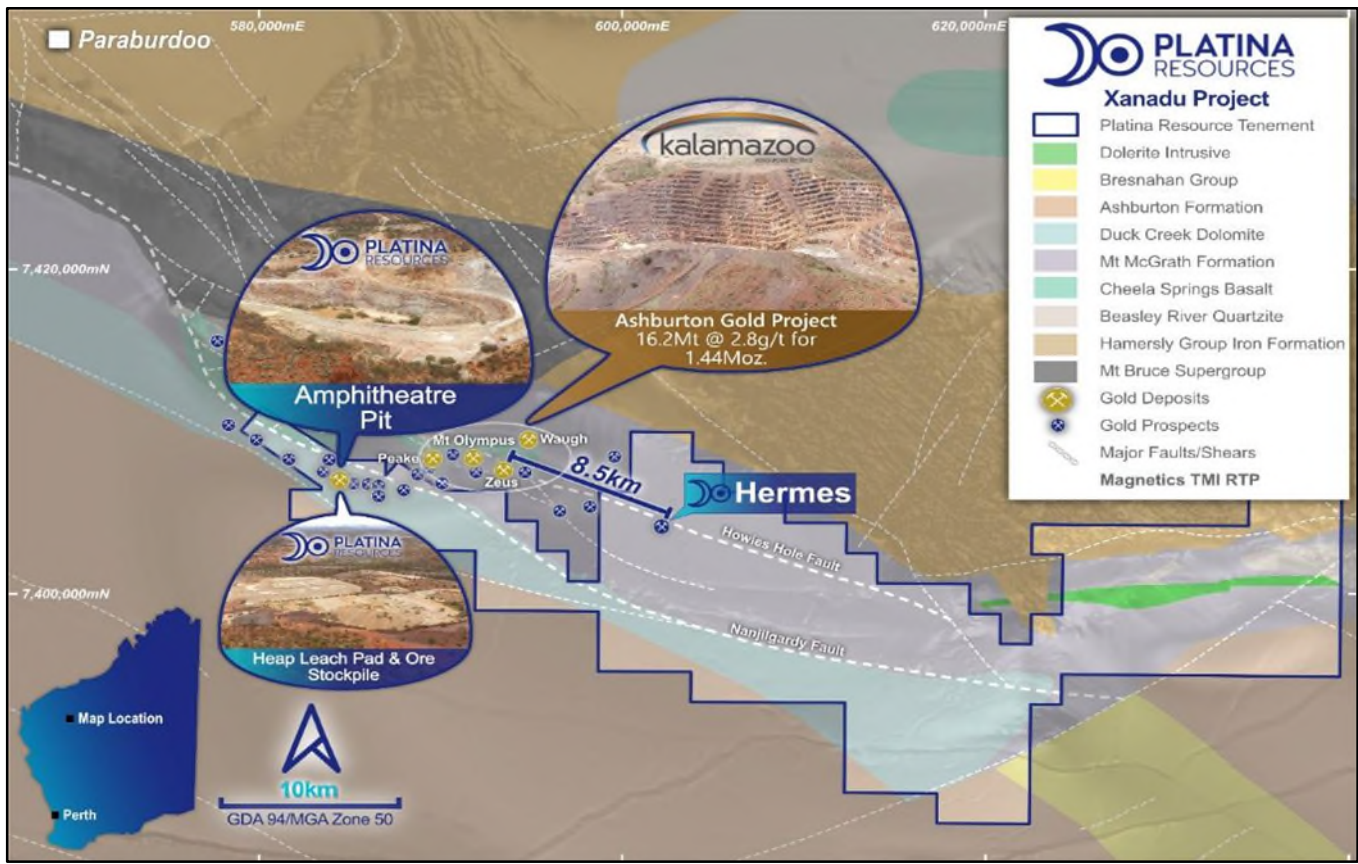 580,000mE
600,000mE
620,000mE
Paraburdoo
PLATINA
RESOURCES
Xanadu Project
Platina Resource Tenement
Dolerite Intrusive
Bresnahan Group
Ashburton Formation
Duck Creek Dolomite
Mt McGrath Formation
Cheela Springs Basalt
Beasley River Quartzite
Hamersly Group Iron Formation
Mt Bruce Supergroup
Gold Deposits
Gold Prospects
Major Faults/Shears
Magnetics TMI RTP
kalamazoo
Ashburton Gold Project
16.2Mt @ 2.8g/t for
1.44Moz.
7,420,000mN
PLATINA
RESOURCES
Amphitheatre
Pit
Mt Olympus
Waugh
Peake
Zeus
8.5km
Hermes
Howies Hole Fault
Nanjilgardy Fault
7,400,000mN
PLATINA
RESOURCES
Heap Leach Pad & Ore
Stockpile
Map Location
Perth
10km
GDA 94/MGA Zone 50